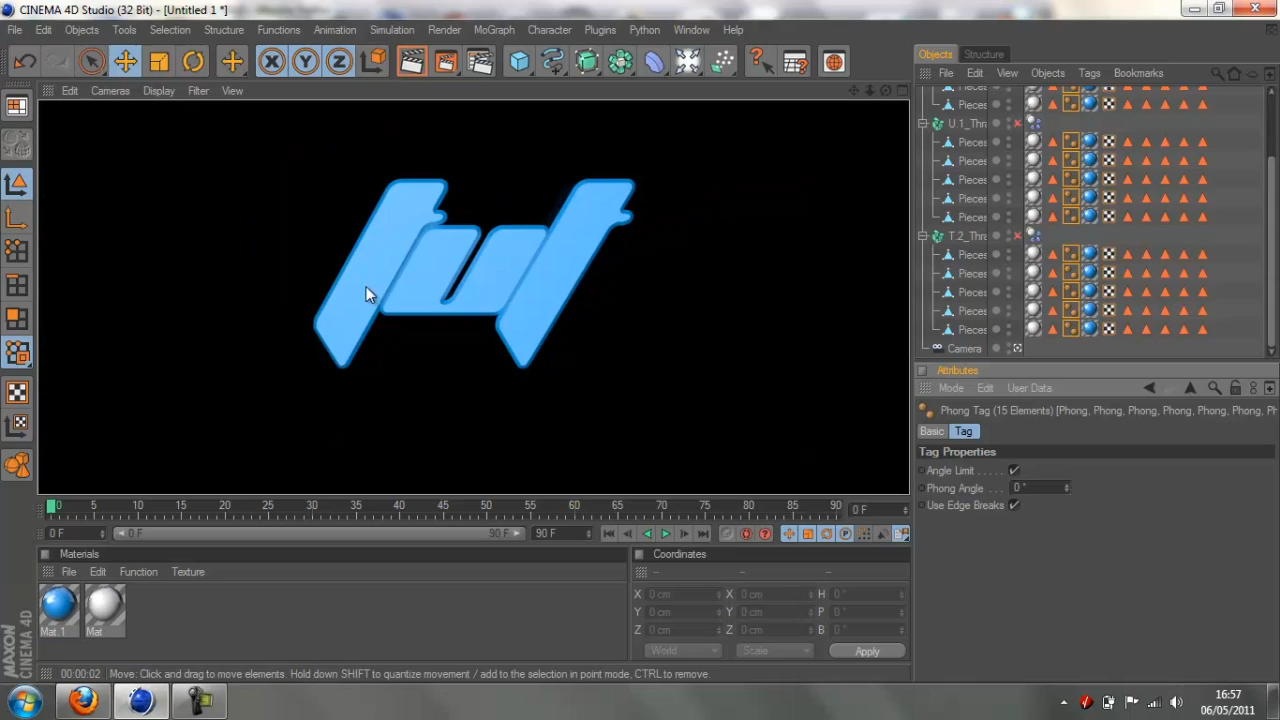 CINEMA 4D Studio (32 Bit) - [Untitled 1 *]
File Edit Objects Tools Selection Structure Functions Animation Simulation Render MoGraph Character Plugins Python Window Help
Objects Structure
Edit Cameras Display Filter View
File Edit View Objects Tags Bookmarks
Pieces
U.1_Thra
Pieces
Pieces
Pieces
Pieces
Pieces
T.2_Thra
Pieces
Pieces
Pieces
Pieces
Pieces
Camera
Attributes
Mode Edit User Data
Phong Tag (15 Elements) [Phong, Phong, Phong, Phong, Phong, Phong, Ph
Basic Tag
Tag Properties
Angle Limit . . . . .
Phong Angle . . . 0 °
Use Edge Breaks
0 5 10 15 20 25 30 35 40 45 50 55 60 65 70 75 80 85 90 0 F
0 F 0 F 90 F 90 F
Materials
File Edit Function Texture
Mat.1 Mat
Coordinates
-- -- --
X 0 cm X 0 cm H 0 °
Y 0 cm Y 0 cm P 0 °
Z 0 cm Z 0 cm B 0 °
World Scale Apply
MAXON
CINEMA 4D
00:00:02 Move: Click and drag to move elements. Hold down SHIFT to quantize movement / add to the selection in point mode, CTRL to remove.
16:57
06/05/2011